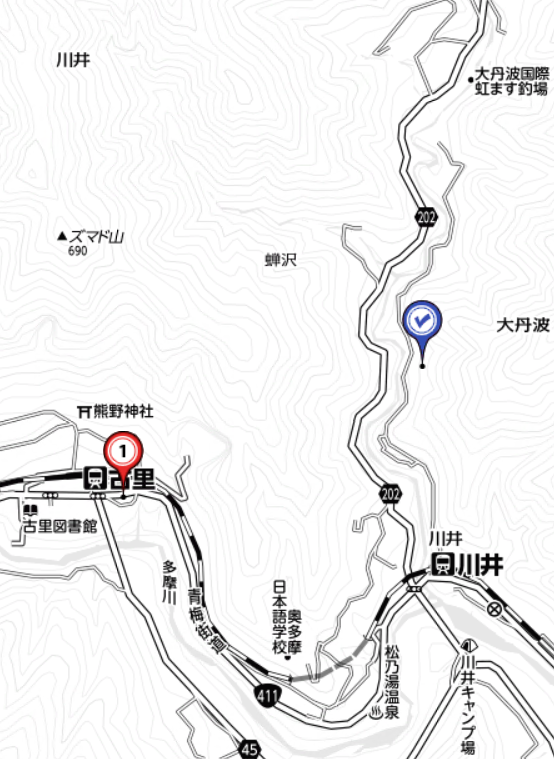 川井
大丹波国際
虹ます釣場
202
ズマド山
690
蝉沢
大丹波
熊野神社
1
古里
202
古里図書館
川井
川井
多摩川
青梅街道
奥多摩
日本語学校
松乃湯温泉
川井キャンプ場
411
45